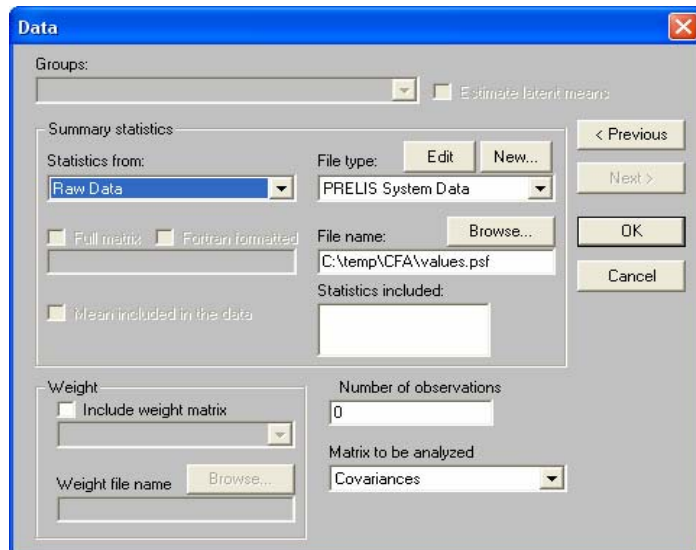 Data
Groups:
Estimate latent means
Summary statistics
Statistics from:
Raw Data
Full matrix Fortran formatted
Mean included in the data
File type: Edit New...
PRELIS System Data
File name: Browse...
C:\temp\CFA\values.psf
Statistics included:
< Previous
Next >
OK
Cancel
Weight
Include weight matrix
Weight file name Browse...
Number of observations
0
Matrix to be analyzed
Covariances